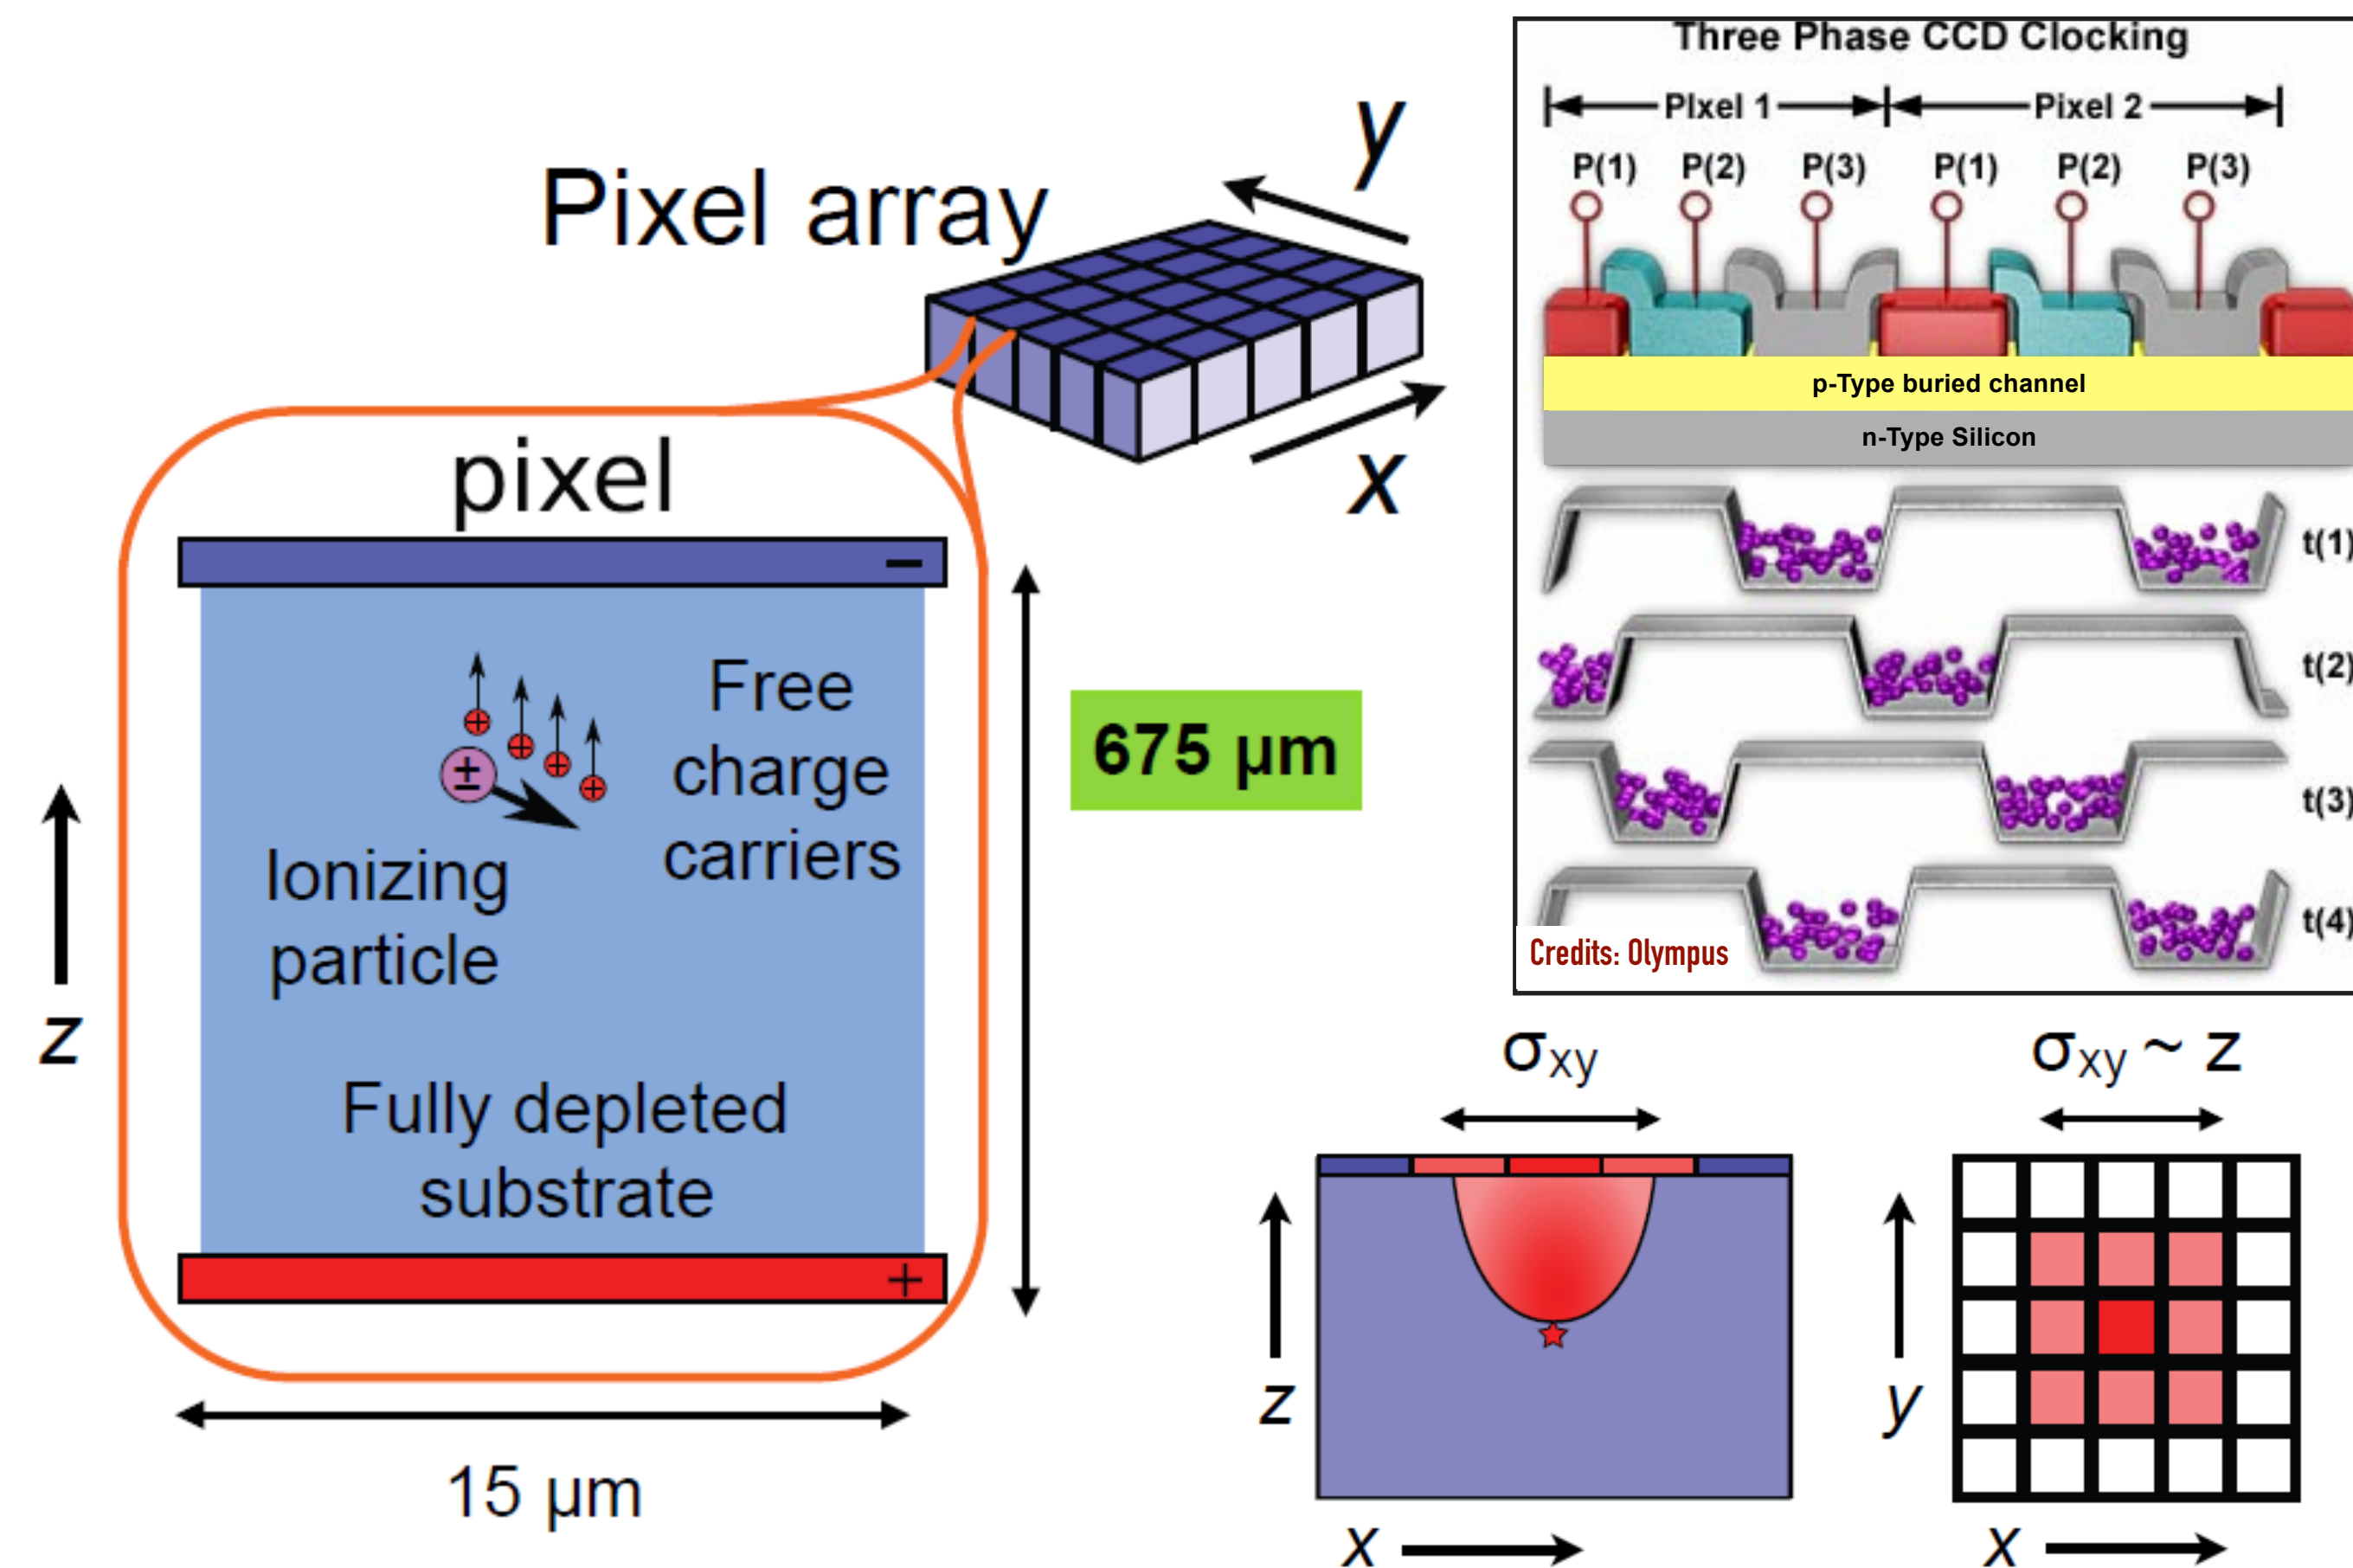 Pixel array
y
x
pixel
−
Free
charge
carriers
+ + + +
±
Ionizing
particle
Fully depleted
substrate
+
z
675 µm
15 µm
Three Phase CCD Clocking
PIxel 1
Pixel 2
P(1) P(2) P(3) P(1) P(2) P(3)
p-Type buried channel
n-Type Silicon
t(1)
t(2)
t(3)
t(4)
Credits: Olympus
σxy
z
x
σxy ~ z
y
x